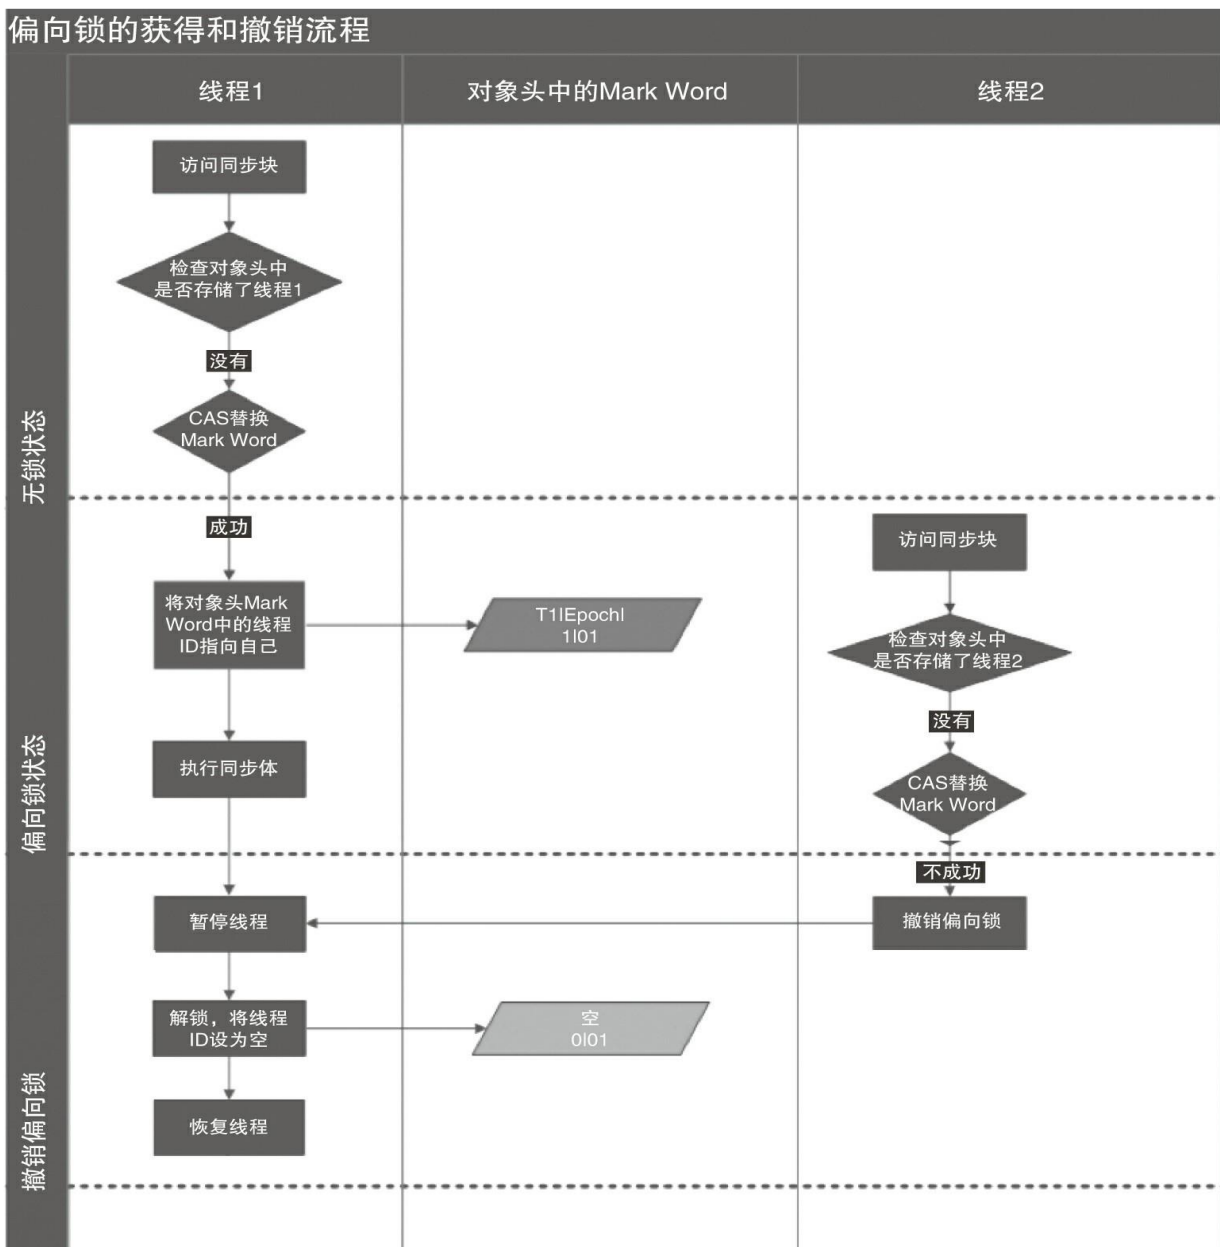 偏向锁的获得和撤销流程
线程1
对象头中的Mark Word
线程2
无锁状态
访问同步块
检查对象头中
是否存储了线程1
没有
CAS替换
Mark Word
偏向锁状态
成功
将对象头Mark
Word中的线程
ID指向自己
T1|Epoch|
1|01
执行同步体
访问同步块
检查对象头中
是否存储了线程2
没有
CAS替换
Mark Word
撤销偏向锁
不成功
撤销偏向锁
暂停线程
解锁，将线程
ID设为空
空
0|01
恢复线程